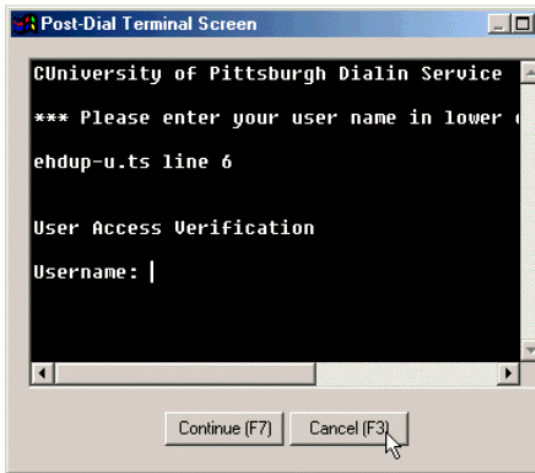 Post-Dial Terminal Screen
CUniversity of Pittsburgh Dialin Service
*** Please enter your user name in lower
ehdup-u.ts line 6
User Access Verification
Username:
Continue (F7)
Cancel (F3)